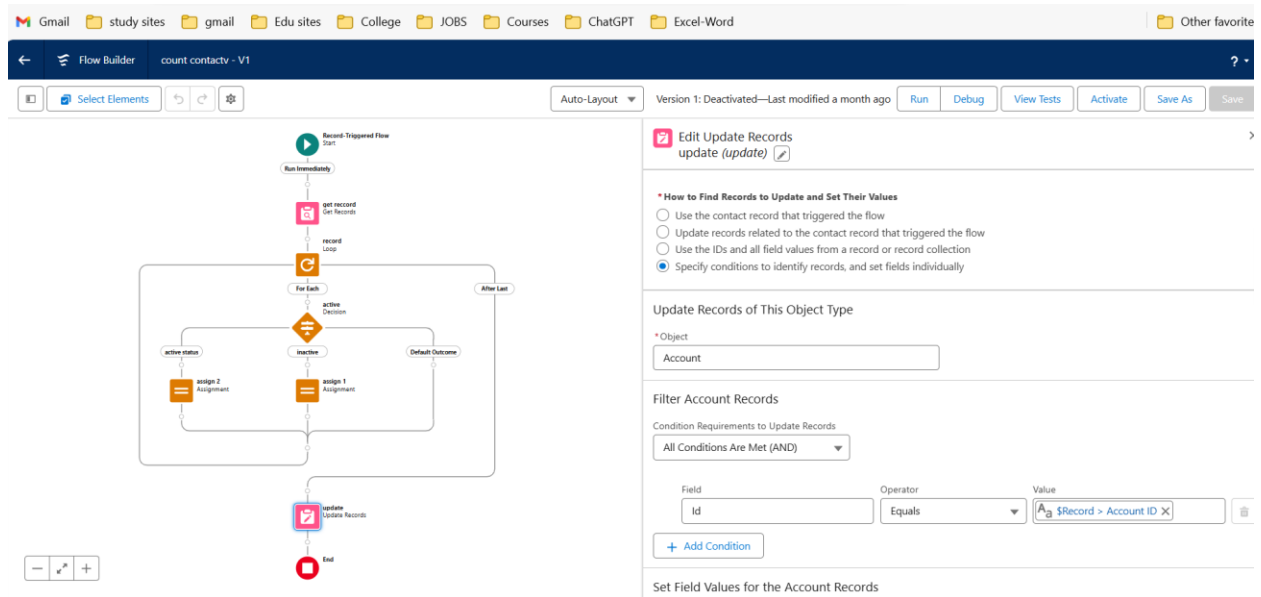 Gmail study sites gmail Edu sites College JOBS Courses ChatGPT Excel-Word Other favorite
Flow Builder count contactv - V1 ?
Select Elements Auto-Layout Version 1: Deactivated—Last modified a month ago Run Debug View Tests Activate Save As Save
Record-Triggered Flow
Start
Run Immediately
get reccord
Get Records
record
Loop
For Each After Last
active
Decision
active status inactive Default Outcome
assign 2 assign 1
Assignment Assignment
update
Update Records
End
Edit Update Records
update (update)
*How to Find Records to Update and Set Their Values
Use the contact record that triggered the flow
Update records related to the contact record that triggered the flow
Use the IDs and all field values from a record or record collection
Specify conditions to identify records, and set fields individually
Update Records of This Object Type
*Object
Account
Filter Account Records
Condition Requirements to Update Records
All Conditions Are Met (AND)
Field Operator Value
Id Equals Aa $Record > Account ID X
+ Add Condition
Set Field Values for the Account Records